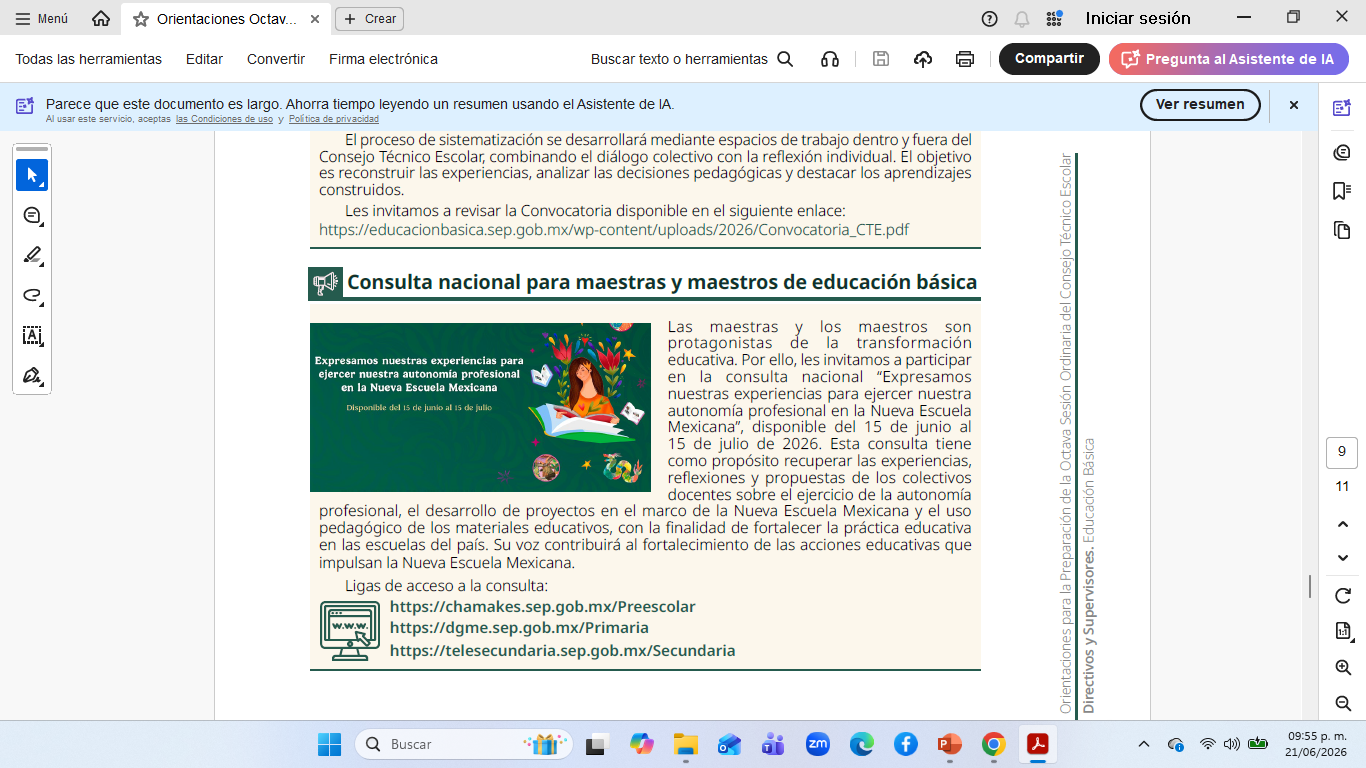 Menú
Orientaciones Octav...
Crear
Iniciar sesión
Todas las herramientas
Editar
Convertir
Firma electrónica
Buscar texto o herramientas
Compartir
Pregunta al Asistente de IA
Parece que este documento es largo. Ahorra tiempo leyendo un resumen usando el Asistente de IA.
Al usar este servicio, aceptas las Condiciones de uso y Política de privacidad
Ver resumen
El proceso de sistematización se desarrollará mediante espacios de trabajo dentro y fuera del
Consejo Técnico Escolar, combinando el diálogo colectivo con la reflexión individual. El objetivo
es reconstruir las experiencias, analizar las decisiones pedagógicas y destacar los aprendizajes
construidos.
Les invitamos a revisar la Convocatoria disponible en el siguiente enlace:
https://educacionbasica.sep.gob.mx/wp-content/uploads/2026/Convocatoria_CTE.pdf
Consulta nacional para maestras y maestros de educación básica
Expresamos nuestras experiencias para
ejercer nuestra autonomía profesional
en la Nueva Escuela Mexicana
Disponible del 15 de junio al 15 de julio
Las maestras y los maestros son
protagonistas de la transformación
educativa. Por ello, les invitamos a participar
en la consulta nacional “Expresamos
nuestras experiencias para ejercer nuestra
autonomía profesional en la Nueva Escuela
Mexicana”, disponible del 15 de junio al
15 de julio de 2026. Esta consulta tiene
como propósito recuperar las experiencias,
reflexiones y propuestas de los colectivos
docentes sobre el ejercicio de la autonomía
profesional, el desarrollo de proyectos en el marco de la Nueva Escuela Mexicana y el uso
pedagógico de los materiales educativos, con la finalidad de fortalecer la práctica educativa
en las escuelas del país. Su voz contribuirá al fortalecimiento de las acciones educativas que
impulsan la Nueva Escuela Mexicana.
Ligas de acceso a la consulta:
w.w.w.
https://chamakes.sep.gob.mx/Preescolar
https://dgme.sep.gob.mx/Primaria
https://telesecundaria.sep.gob.mx/Secundaria
Orientaciones para la Preparación de la Octava Sesión Ordinaria del Consejo Técnico Escolar
Directivos y Supervisores. Educación Básica
9
11
1:1
Buscar
zm
09:55 p. m.
21/06/2026